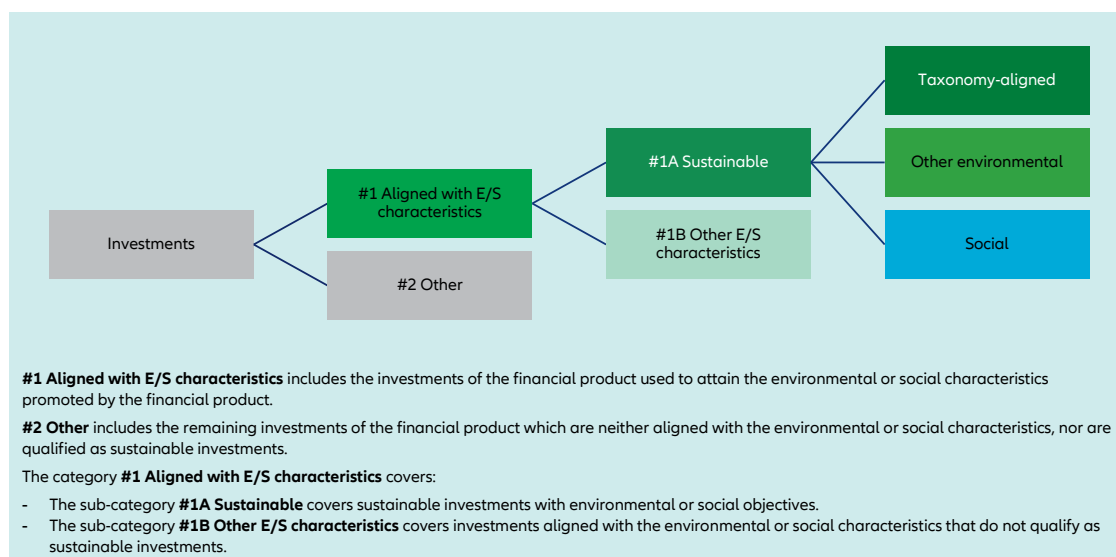 Taxonomy-aligned
#1A Sustainable
Other environmental
#1 Aligned with E/S
characteristics
Investments
#1B Other E/S
characteristics
Social
#2 Other
#1 Aligned with E/S characteristics includes the investments of the financial product used to attain the environmental or social characteristics
promoted by the financial product.
#2 Other includes the remaining investments of the financial product which are neither aligned with the environmental or social characteristics, nor are
qualified as sustainable investments.
The category #1 Aligned with E/S characteristics covers:
- The sub-category #1A Sustainable covers sustainable investments with environmental or social objectives.
- The sub-category #1B Other E/S characteristics covers investments aligned with the environmental or social characteristics that do not qualify as
sustainable investments.